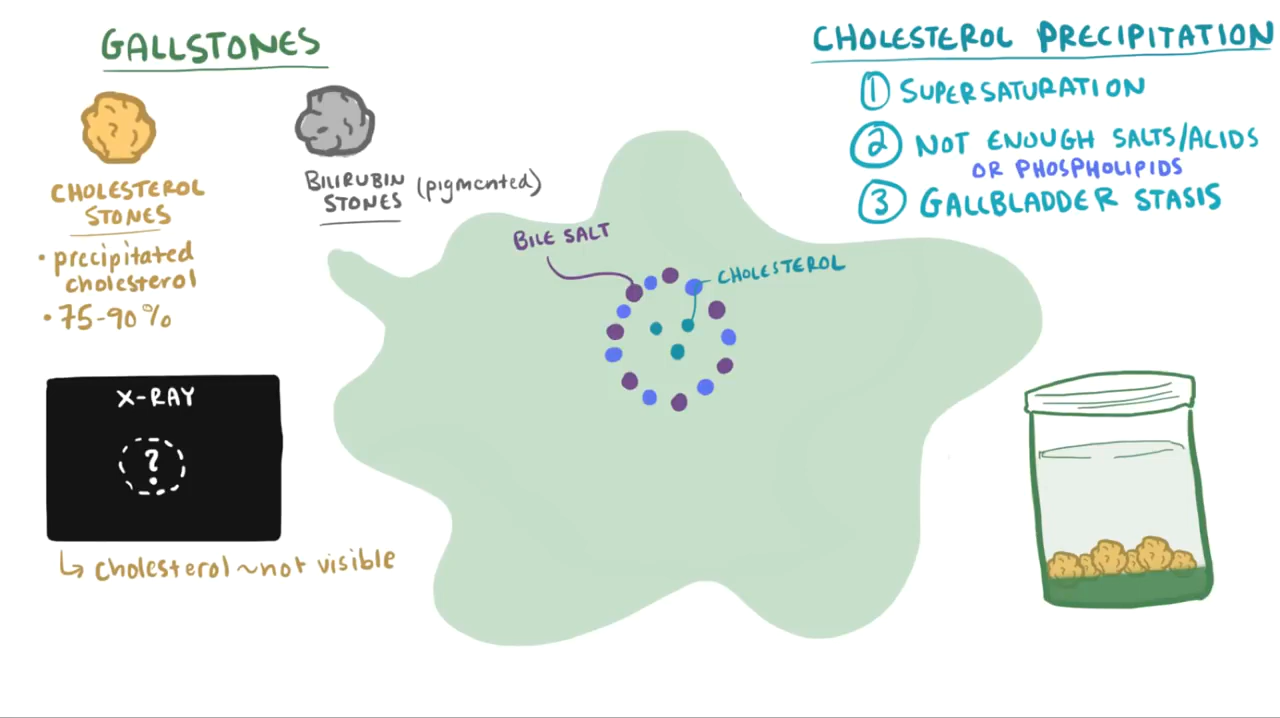 GALLSTONES
CHOLESTEROL
STONES
• precipitated
cholesterol
• 75-90%
BILIRUBIN (pigmented)
STONES
X-RAY
?
↳ cholesterol ~ not visible
BILE SALT
CHOLESTEROL
CHOLESTEROL PRECIPITATION
① SUPERSATURATION
② NOT ENOUGH SALTS/ACIDS
OR PHOSPHOLIPIDS
③ GALLBLADDER STASIS